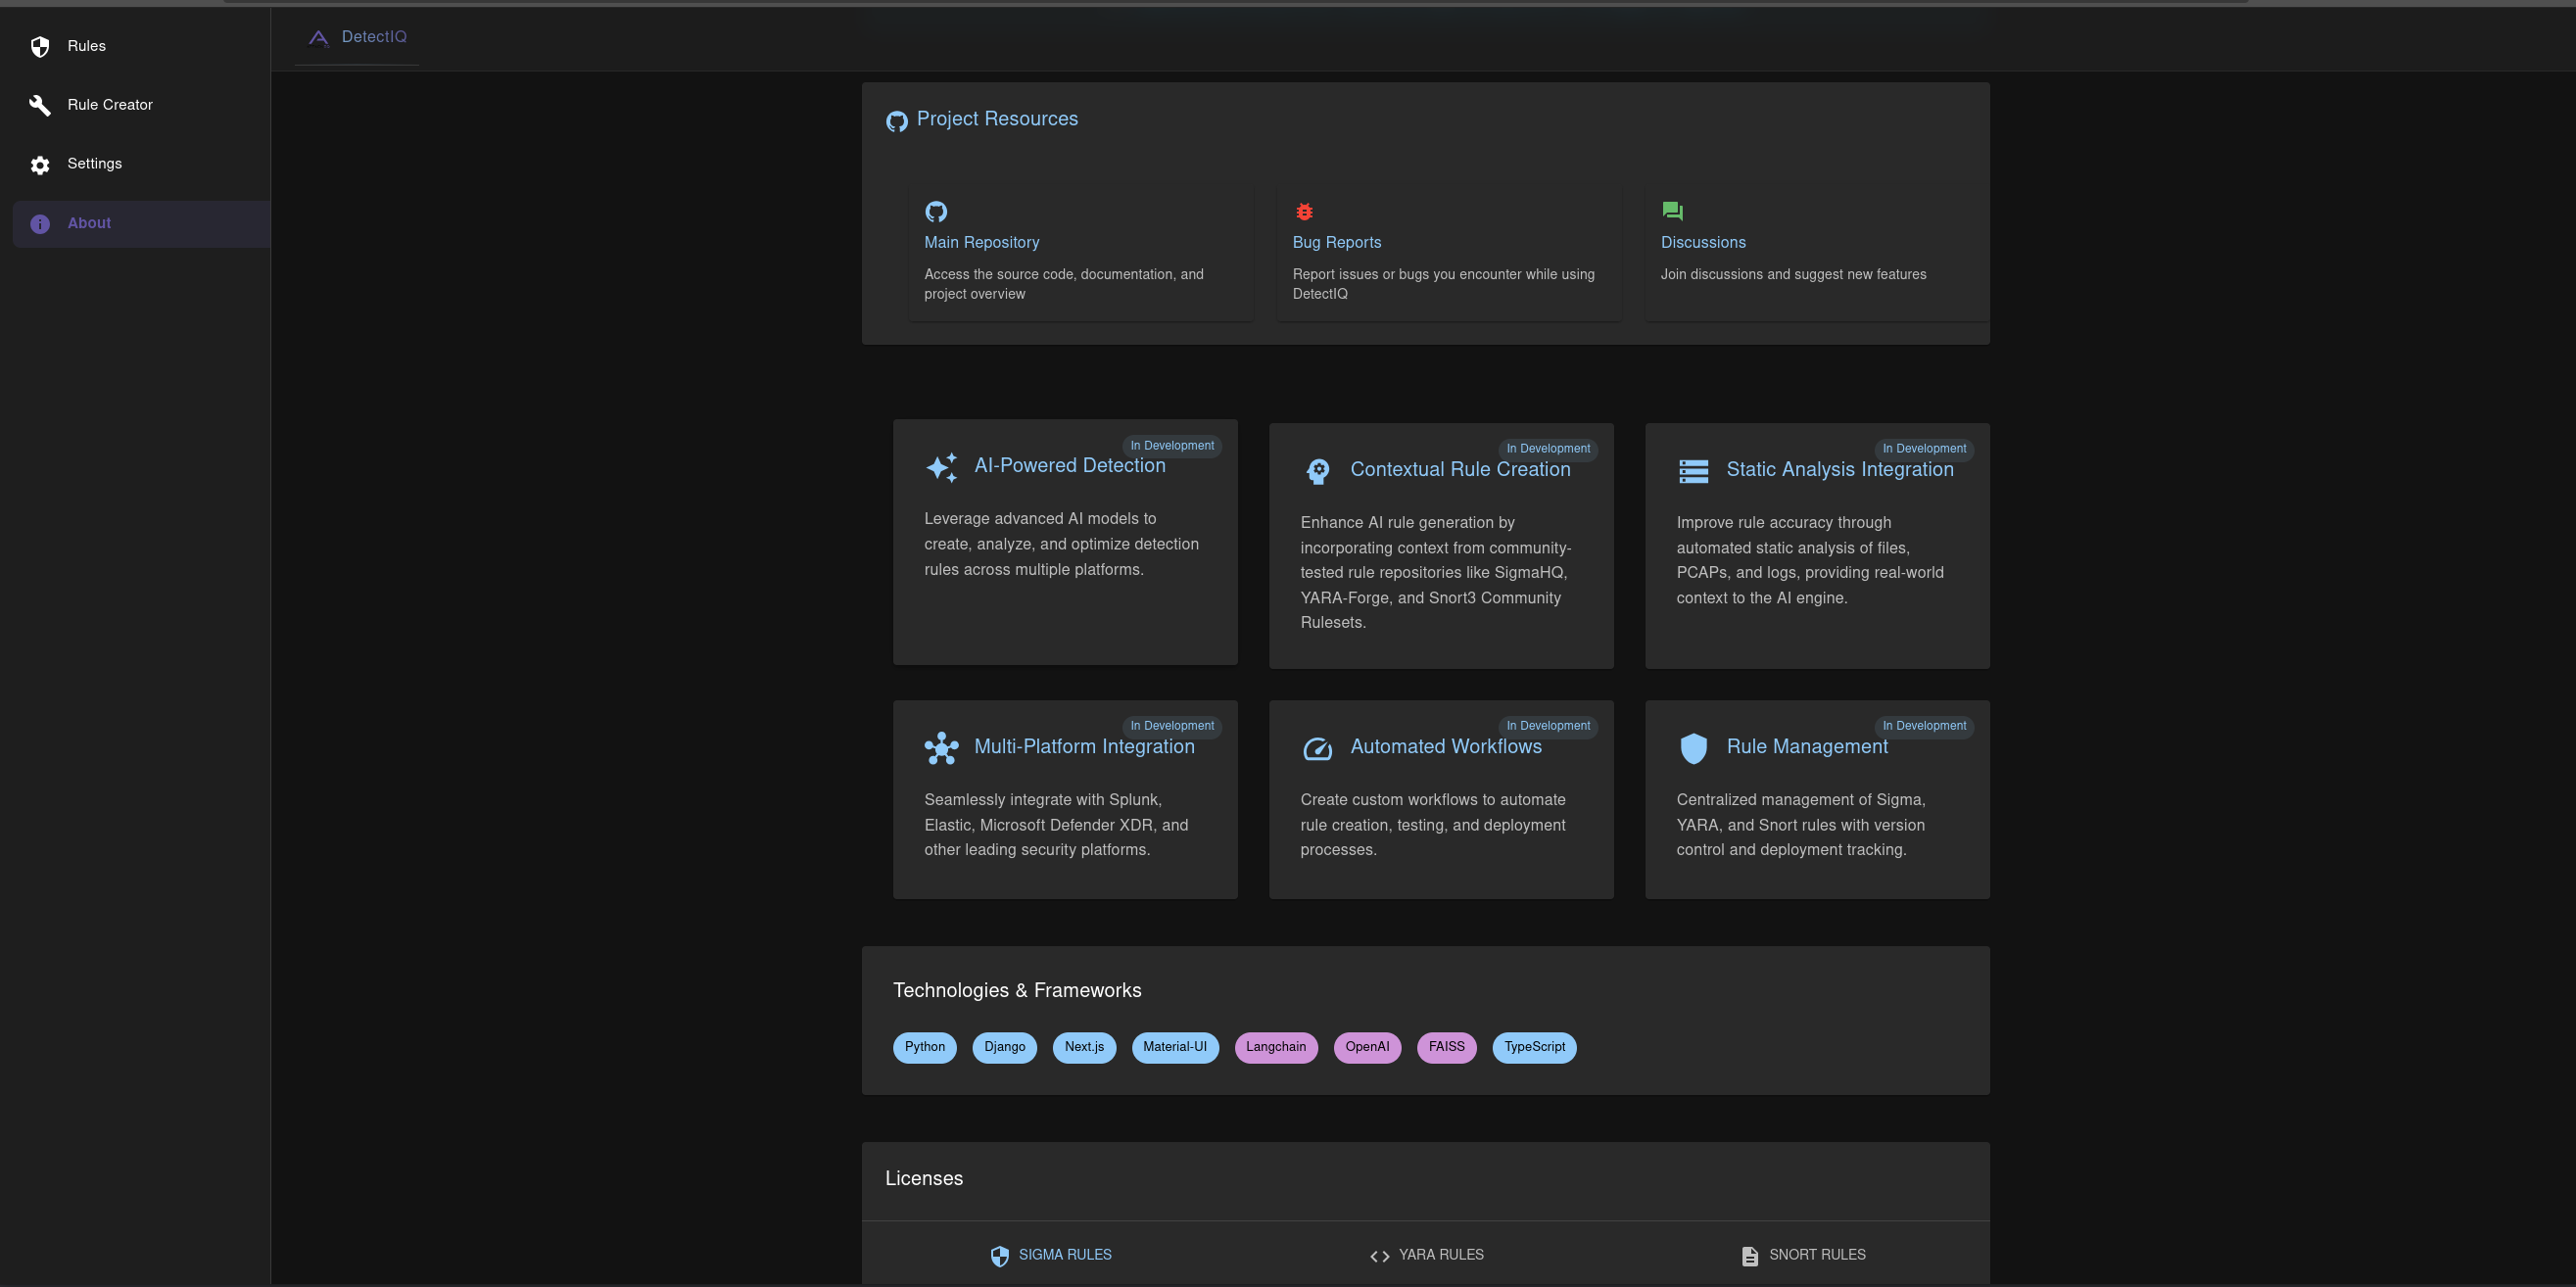 Rules
Rule Creator
Settings
About
DetectIQ
Project Resources
Main Repository
Access the source code, documentation, and
project overview
Bug Reports
Report issues or bugs you encounter while using
DetectIQ
Discussions
Join discussions and suggest new features
In Development
AI-Powered Detection
Leverage advanced AI models to
create, analyze, and optimize detection
rules across multiple platforms.
In Development
Contextual Rule Creation
Enhance AI rule generation by
incorporating context from community-
tested rule repositories like SigmaHQ,
YARA-Forge, and Snort3 Community
Rulesets.
In Development
Static Analysis Integration
Improve rule accuracy through
automated static analysis of files,
PCAPs, and logs, providing real-world
context to the AI engine.
In Development
Multi-Platform Integration
Seamlessly integrate with Splunk,
Elastic, Microsoft Defender XDR, and
other leading security platforms.
In Development
Automated Workflows
Create custom workflows to automate
rule creation, testing, and deployment
processes.
In Development
Rule Management
Centralized management of Sigma,
YARA, and Snort rules with version
control and deployment tracking.
Technologies & Frameworks
Python Django Next.js Material-UI Langchain OpenAI FAISS TypeScript
Licenses
SIGMA RULES YARA RULES SNORT RULES